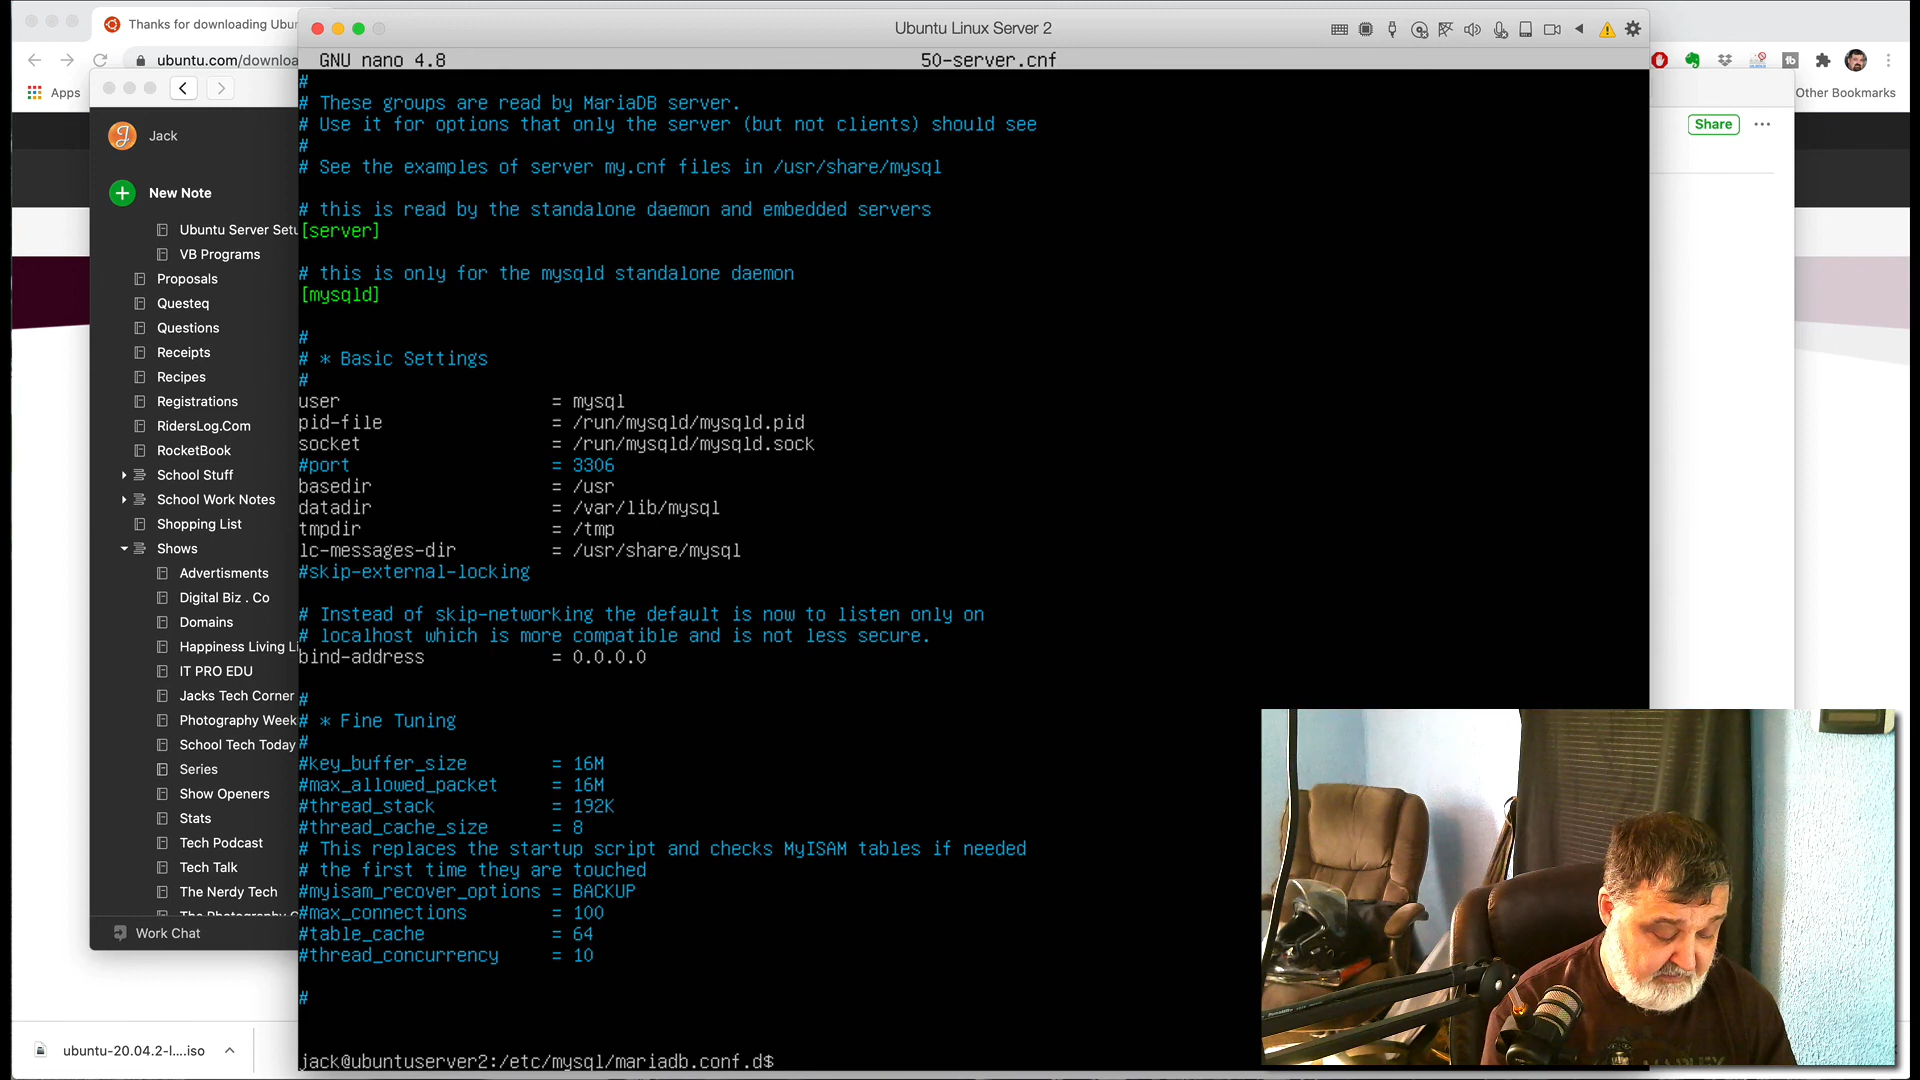 Thanks for downloading Ubun
Ubuntu Linux Server 2
ubuntu.com/downloa
GNU nano 4.8
50-server.cnf
Apps
Other Bookmarks
Jack
Share
New Note
Ubuntu Server Setu
VB Programs
Proposals
Questeq
Questions
Receipts
Recipes
Registrations
RidersLog.Com
RocketBook
School Stuff
School Work Notes
Shopping List
Shows
Advertisments
Digital Biz . Co
Domains
Happiness Living Li
IT PRO EDU
Jacks Tech Corner
Photography Week
School Tech Today
Series
Show Openers
Stats
Tech Podcast
Tech Talk
The Nerdy Tech
Work Chat
#
# These groups are read by MariaDB server.
# Use it for options that only the server (but not clients) should see
#
# See the examples of server my.cnf files in /usr/share/mysql
# this is read by the standalone daemon and embedded servers
[server]
# this is only for the mysqld standalone daemon
[mysqld]
#
# * Basic Settings
#
user = mysql
pid-file = /run/mysqld/mysqld.pid
socket = /run/mysqld/mysqld.sock
#port = 3306
basedir = /usr
datadir = /var/lib/mysql
tmpdir = /tmp
lc-messages-dir = /usr/share/mysql
#skip-external-locking
# Instead of skip-networking the default is now to listen only on
# localhost which is more compatible and is not less secure.
bind-address = 0.0.0.0
#
# * Fine Tuning
#
#key_buffer_size = 16M
#max_allowed_packet = 16M
#thread_stack = 192K
#thread_cache_size = 8
# This replaces the startup script and checks MyISAM tables if needed
# the first time they are touched
#myisam_recover_options = BACKUP
#max_connections = 100
#table_cache = 64
#thread_concurrency = 10
#
jack@ubuntuserver2:/etc/mysql/mariadb.conf.d$
ubuntu-20.04.2-l....iso